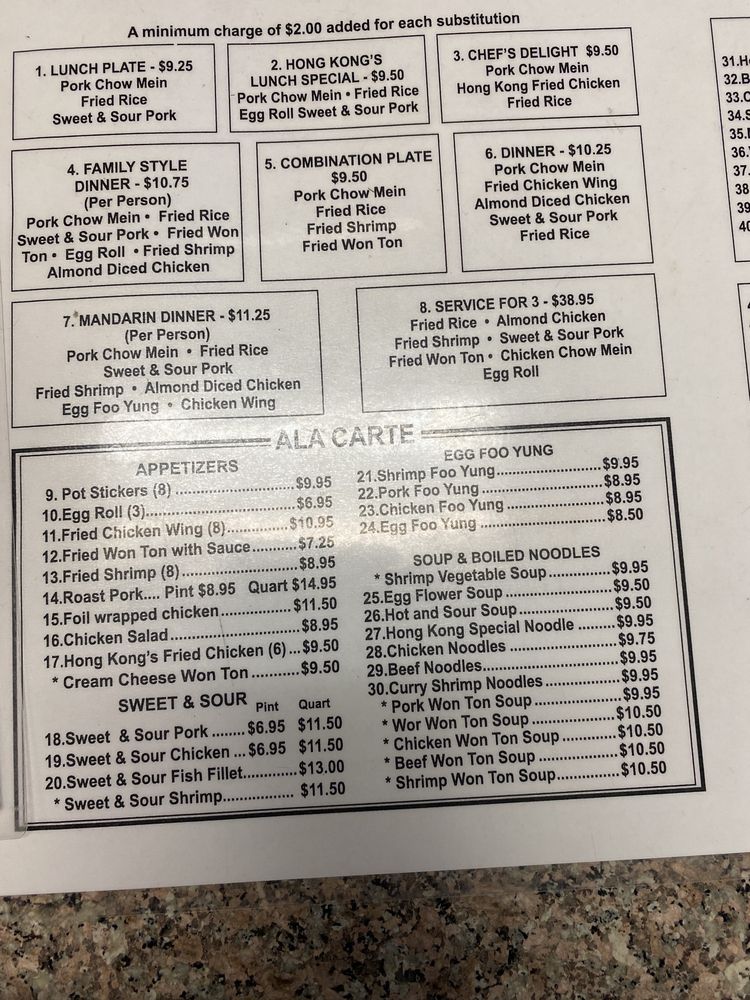 A minimum charge of $2.00 added for each substitution
1. LUNCH PLATE - $9.25
Pork Chow Mein
Fried Rice
Sweet & Sour Pork
2. HONG KONG'S
LUNCH SPECIAL - $9.50
Pork Chow Mein • Fried Rice
Egg Roll Sweet & Sour Pork
3. CHEF'S DELIGHT $9.50
Pork Chow Mein
Hong Kong Fried Chicken
Fried Rice
4. FAMILY STYLE
DINNER - $10.75
(Per Person)
Pork Chow Mein • Fried Rice
Sweet & Sour Pork • Fried Won
Ton • Egg Roll • Fried Shrimp
Almond Diced Chicken
5. COMBINATION PLATE
$9.50
Pork Chow Mein
Fried Rice
Fried Shrimp
Fried Won Ton
6. DINNER - $10.25
Pork Chow Mein
Fried Chicken Wing
Almond Diced Chicken
Sweet & Sour Pork
Fried Rice
7. MANDARIN DINNER - $11.25
(Per Person)
Pork Chow Mein • Fried Rice
Sweet & Sour Pork
Fried Shrimp • Almond Diced Chicken
Egg Foo Yung • Chicken Wing
8. SERVICE FOR 3 - $38.95
Fried Rice • Almond Chicken
Fried Shrimp • Sweet & Sour Pork
Fried Won Ton • Chicken Chow Mein
Egg Roll
ALA CARTE
APPETIZERS
9. Pot Stickers (8) ............ $9.95
10.Egg Roll (3)............ $6.95
11.Fried Chicken Wing (8)............ $10.95
12.Fried Won Ton with Sauce.......... $7.25
13.Fried Shrimp (8) ............ $8.95
14.Roast Pork.... Pint $8.95 Quart $14.95
15.Foil wrapped chicken............ $11.50
16.Chicken Salad............ $8.95
17.Hong Kong's Fried Chicken (6)... $9.50
* Cream Cheese Won Ton ............ $9.50
SWEET & SOUR Pint Quart
18.Sweet & Sour Pork ........ $6.95 $11.50
19.Sweet & Sour Chicken ... $6.95 $11.50
20.Sweet & Sour Fish Fillet............ $13.00
* Sweet & Sour Shrimp............ $11.50
EGG FOO YUNG
21.Shrimp Foo Yung............ $9.95
22.Pork Foo Yung ............ $8.95
23.Chicken Foo Yung ............ $8.95
24.Egg Foo Yung ............ $8.50
SOUP & BOILED NOODLES
* Shrimp Vegetable Soup............ $9.95
25.Egg Flower Soup ............ $9.50
26.Hot and Sour Soup............ $9.50
27.Hong Kong Special Noodle ........ $9.95
28.Chicken Noodles ............ $9.75
29.Beef Noodles............ $9.95
30.Curry Shrimp Noodles............ $9.95
* Pork Won Ton Soup ............ $9.95
* Wor Won Ton Soup ............ $10.50
* Chicken Won Ton Soup ............ $10.50
* Beef Won Ton Soup ............ $10.50
* Shrimp Won Ton Soup............ $10.50
31.H
32.B
33.C
34.S
35.
36.
37.
38
39
40